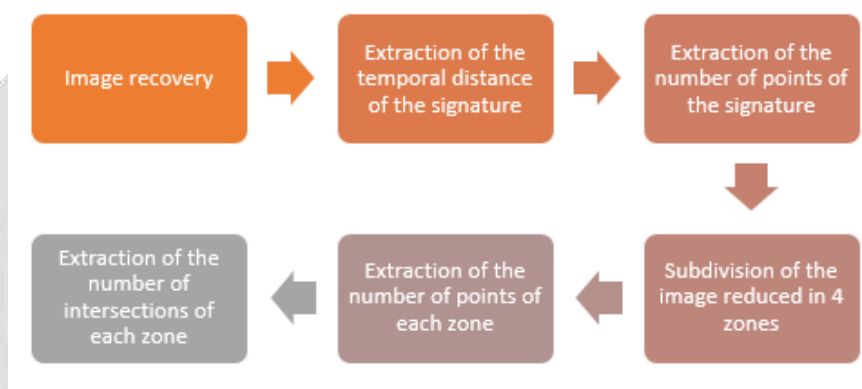 Image recovery
Extraction of the
temporal distance
of the signature
Extraction of the
number of points of
the signature
Subdivision of the
image reduced in 4
zones
Extraction of the
number of points of
each zone
Extraction of the
number of
intersections of
each zone